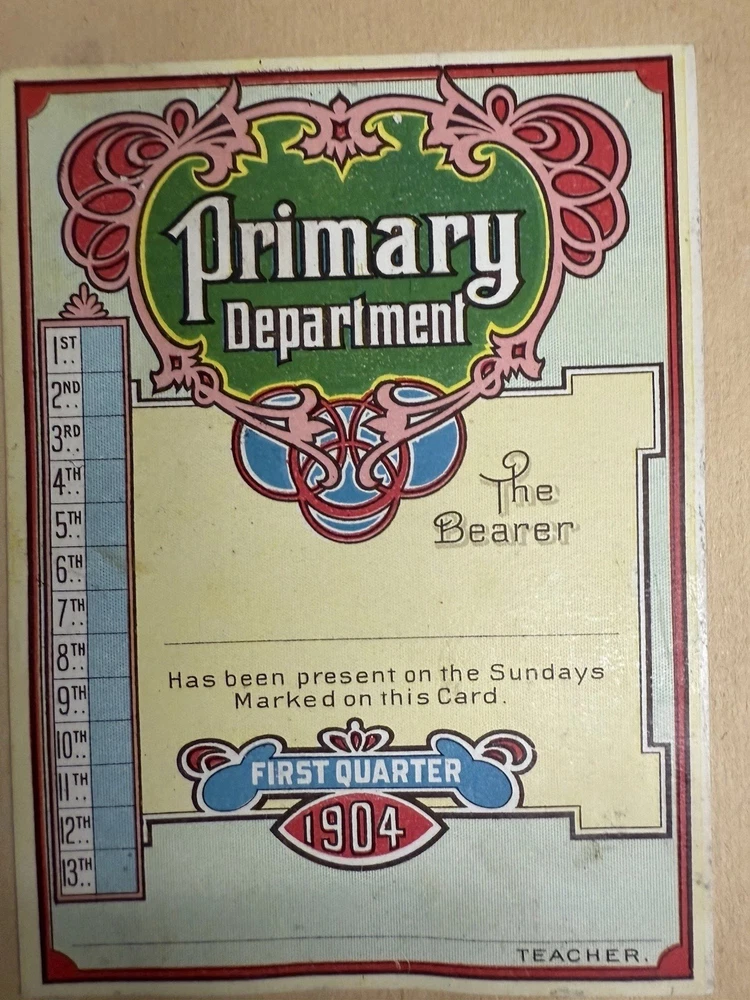 Primary
Department
1ST
2ND
3RD
4TH
5TH
6TH
7TH
8TH
9TH
10TH
11TH
12TH
13TH
The
Bearer
Has been present on the Sundays
Marked on this Card.
FIRST QUARTER
1904
TEACHER.